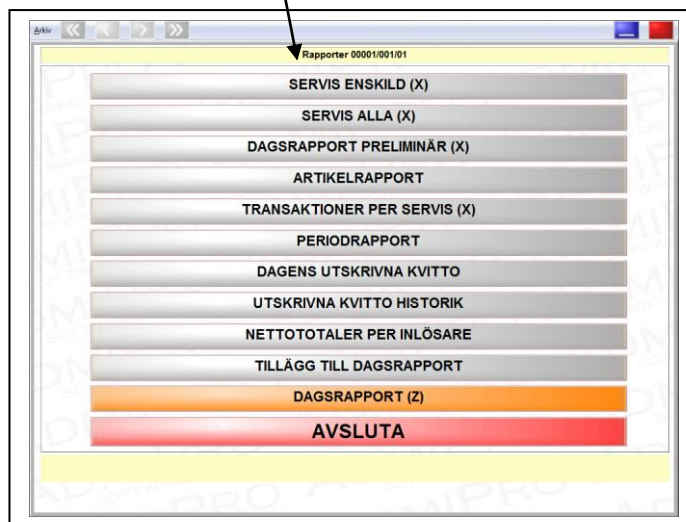 Arkiv
Rapporter 00001/001/01
SERVIS ENSKILD (X)
SERVIS ALLA (X)
DAGSRAPPORT PRELIMINÄR (X)
ARTIKELRAPPORT
TRANSAKTIONER PER SERVIS (X)
PERIODRAPPORT
DAGENS UTSKRIVNA KVITTO
UTSKRIVNA KVITTO HISTORIK
NETTOTOTALER PER INLÖSARE
TILLÄGG TILL DAGSRAPPORT
DAGSRAPPORT (Z)
AVSLUTA